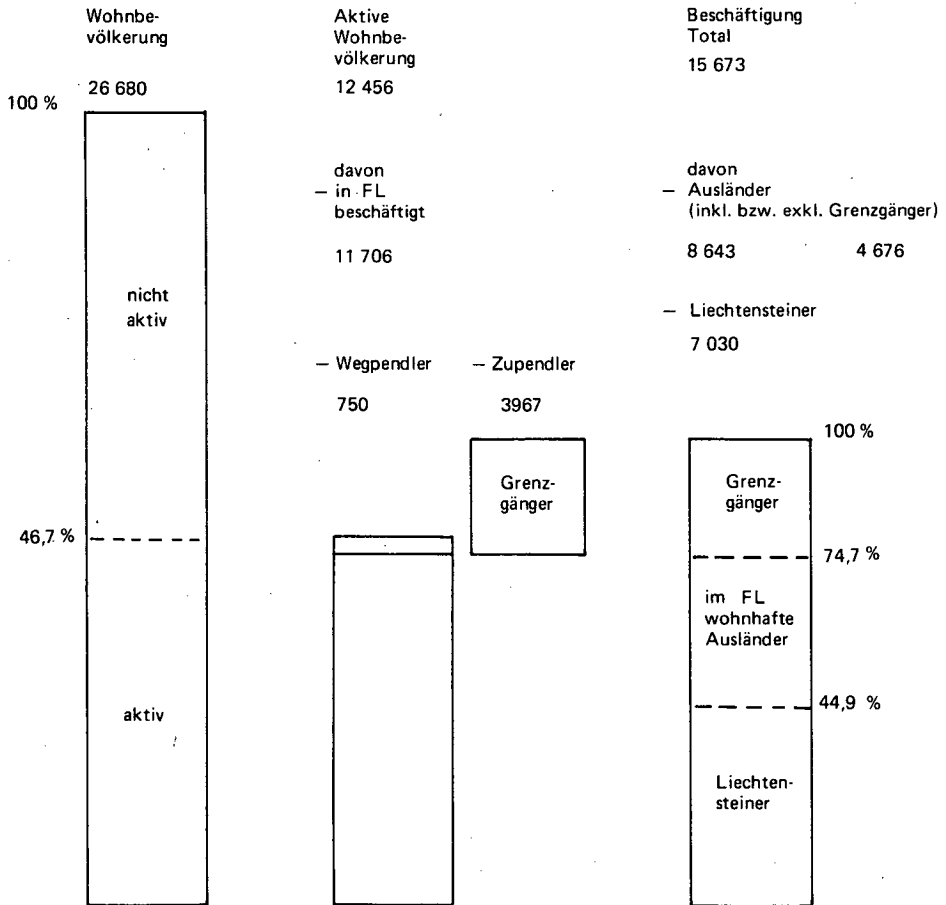 Wohnbe-
völkerung
26 680
100 %
nicht
aktiv
46,7 %
aktiv
Aktive
Wohnbe-
völkerung
12 456
davon
– in FL
beschäftigt
11 706
– Wegpendler
750
– Zupendler
3967
Grenz-
gänger
Beschäftigung
Total
15 673
davon
– Ausländer
(inkl. bzw. exkl. Grenzgänger)
8 643 4 676
– Liechtensteiner
7 030
100 %
Grenz-
gänger
74,7 %
im FL
wohnhafte
Ausländer
44,9 %
Liechten-
steiner